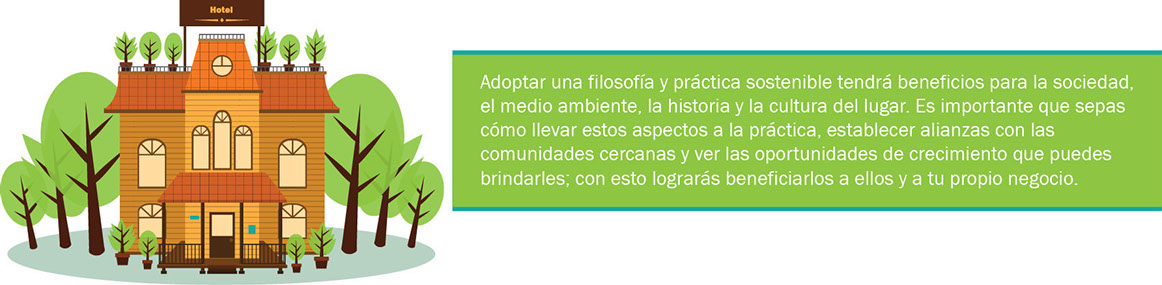 Hotel
Adoptar una filosofía y práctica sostenible tendrá beneficios para la sociedad,
el medio ambiente, la historia y la cultura del lugar. Es importante que sepas
cómo llevar estos aspectos a la práctica, establecer alianzas con las
comunidades cercanas y ver las oportunidades de crecimiento que puedes
brindarles; con esto lograrás beneficiarlos a ellos y a tu propio negocio.